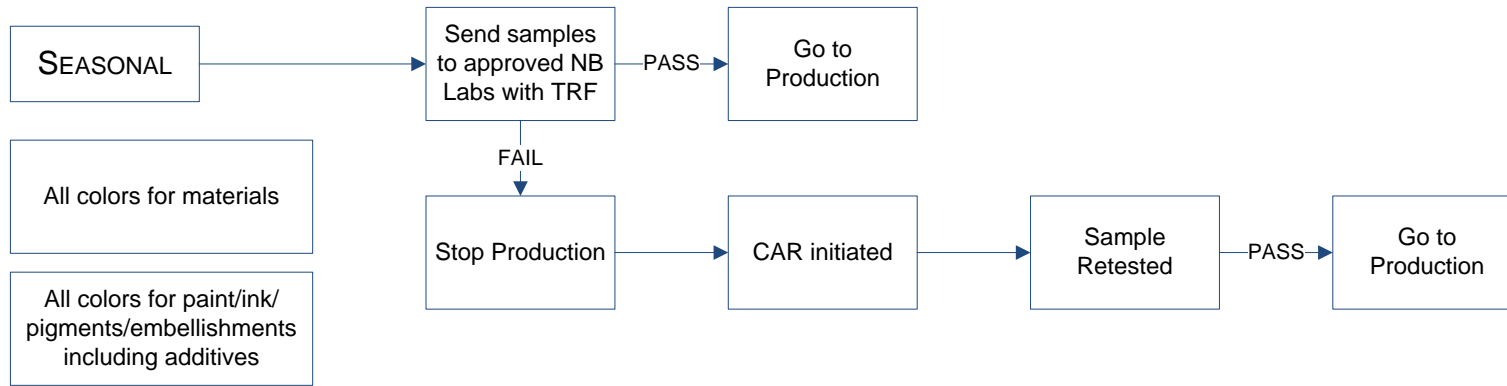 SEASONAL
Send samples
to approved NB
Labs with TRF
PASS
Go to
Production
FAIL
All colors for materials
Stop Production
CAR initiated
Sample
Retested
PASS
Go to
Production
All colors for paint/ink/
pigments/embellishments
including additives